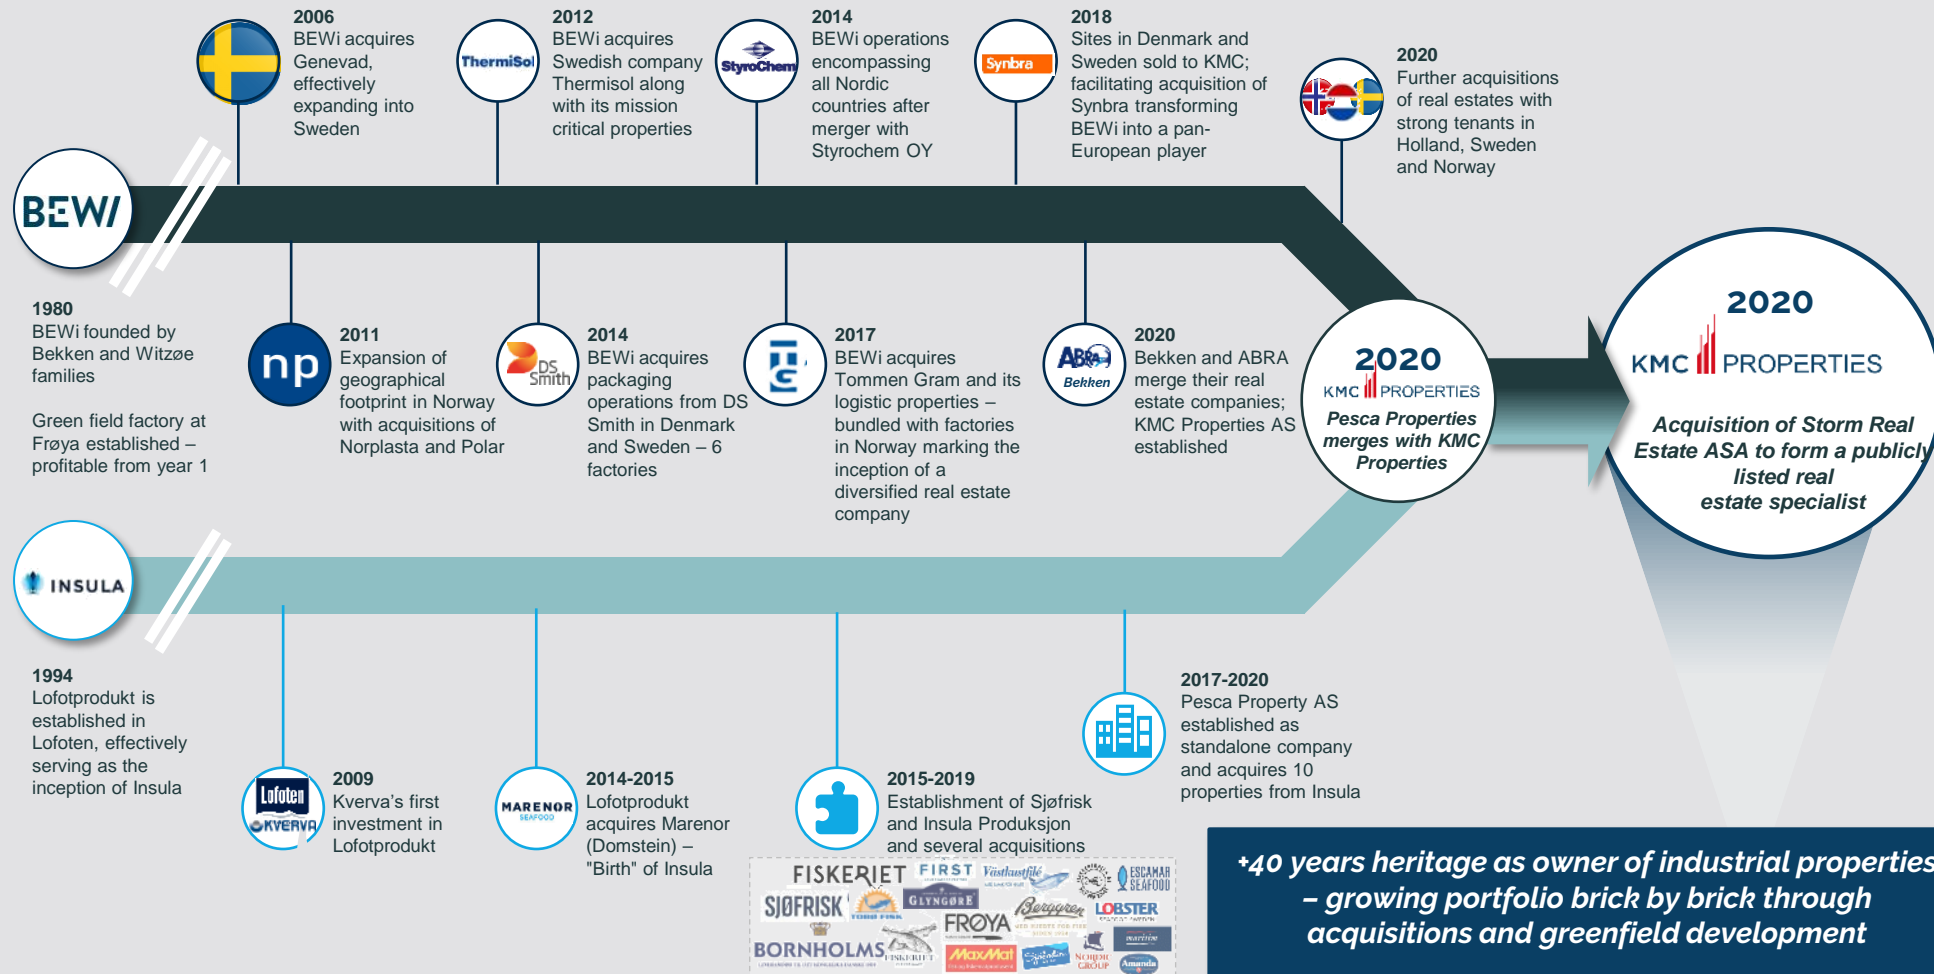 2006
BEWi acquires
Genevad,
effectively
expanding into
Sweden
ThermiSol
2012
BEWi acquires
Swedish company
Thermisol along
with its mission
critical properties
StyroChem
2014
BEWi operations
encompassing
all Nordic
countries after
merger with
Styrochem OY
Synbra
2018
Sites in Denmark and
Sweden sold to KMC;
facilitating acquisition of
Synbra transforming
BEWi into a pan-
European player
2020
Further acquisitions
of real estates with
strong tenants in
Holland, Sweden
and Norway
BEWI
1980
BEWi founded by
Bekken and Witzøe
families
Green field factory at
Frøya established –
profitable from year 1
np
2011
Expansion of
geographical
footprint in Norway
with acquisitions of
Norplasta and Polar
DS
Smith
2014
BEWi acquires
packaging
operations from DS
Smith in Denmark
and Sweden – 6
factories
2017
BEWi acquires
Tommen Gram and its
logistic properties –
bundled with factories
in Norway marking the
inception of a
diversified real estate
company
ABRA
Bekken
2020
Bekken and ABRA
merge their real
estate companies;
KMC Properties AS
established
2020
KMC PROPERTIES
Pesca Properties
merges with KMC
Properties
2020
KMC PROPERTIES
Acquisition of Storm Real
Estate ASA to form a publicly
listed real
estate specialist
INSULA
1994
Lofotprodukt is
established in
Lofoten, effectively
serving as the
inception of Insula
Lofoten
KVERVA
2009
Kverva's first
investment in
Lofotprodukt
MARENOR
SEAFOOD
2014-2015
Lofotprodukt
acquires Marenor
(Domstein) –
"Birth" of Insula
2015-2019
Establishment of Sjøfrisk
and Insula Produksjon
and several acquisitions
2017-2020
Pesca Property AS
established as
standalone company
and acquires 10
properties from Insula
FISKERIET
FIRST
Västkustfilé
ESCAMAR
SEAFOOD
SJØFRISK
TORØ FISK
GLYNGØRE
FRØYA
Berggren
LOBSTER
BORNHOLMS
FISKERIET
MaxMat
NORDIC
GROUP
maritim
Amanda
+40 years heritage as owner of industrial properties
– growing portfolio brick by brick through
acquisitions and greenfield development